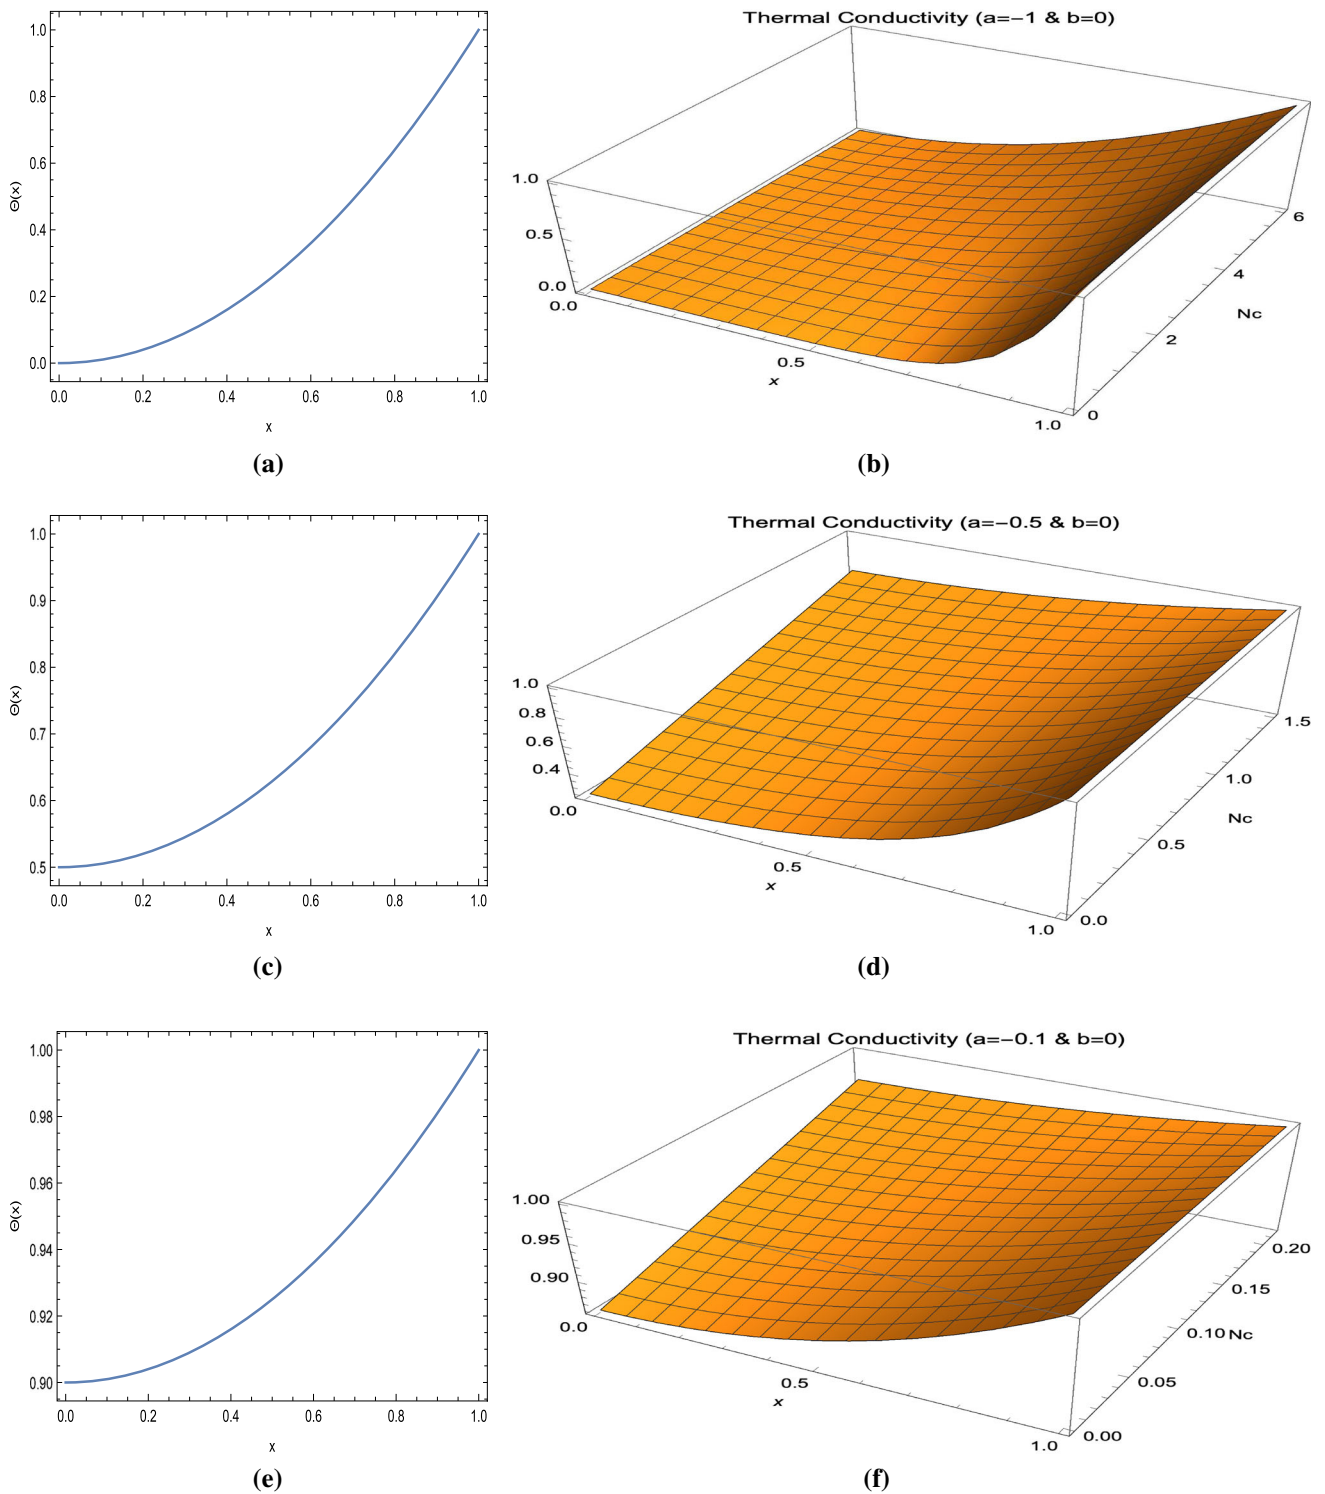 Θ(x)
1.0
0.8
0.6
0.4
0.2
0.0
0.0 0.2 0.4 0.6 0.8 1.0
x
(a)
Thermal Conductivity (a=−1 & b=0)
1.0
0.5
0.0
0.0
0.5
1.0
x
0
2
4
6
Nc
(b)
Θ(x)
1.0
0.9
0.8
0.7
0.6
0.5
0.0 0.2 0.4 0.6 0.8 1.0
x
(c)
Thermal Conductivity (a=−0.5 & b=0)
1.0
0.8
0.6
0.4
0.0
0.5
1.0
x
0.0
0.5
1.0
1.5
Nc
(d)
Θ(x)
1.00
0.98
0.96
0.94
0.92
0.90
0.0 0.2 0.4 0.6 0.8 1.0
x
(e)
Thermal Conductivity (a=−0.1 & b=0)
1.00
0.95
0.90
0.0
0.5
1.0
x
0.00
0.05
0.10
0.15
0.20
Nc
(f)